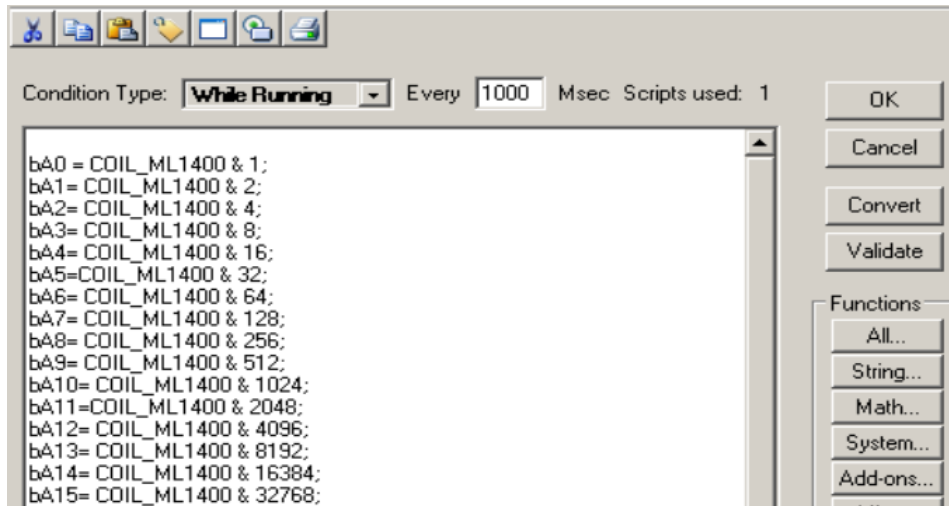 Condition Type: While Running Every 1000 Msec Scripts used: 1
OK
Cancel
Convert
Validate
Functions
All...
String...
Math...
System...
Add-ons...
bA0 = COIL_ML1400 & 1;
bA1= COIL_ML1400 & 2;
bA2= COIL_ML1400 & 4;
bA3= COIL_ML1400 & 8;
bA4= COIL_ML1400 & 16;
bA5=COIL_ML1400 & 32;
bA6= COIL_ML1400 & 64;
bA7= COIL_ML1400 & 128;
bA8= COIL_ML1400 & 256;
bA9= COIL_ML1400 & 512;
bA10= COIL_ML1400 & 1024;
bA11=COIL_ML1400 & 2048;
bA12= COIL_ML1400 & 4096;
bA13= COIL_ML1400 & 8192;
bA14= COIL_ML1400 & 16384;
bA15= COIL_ML1400 & 32768;